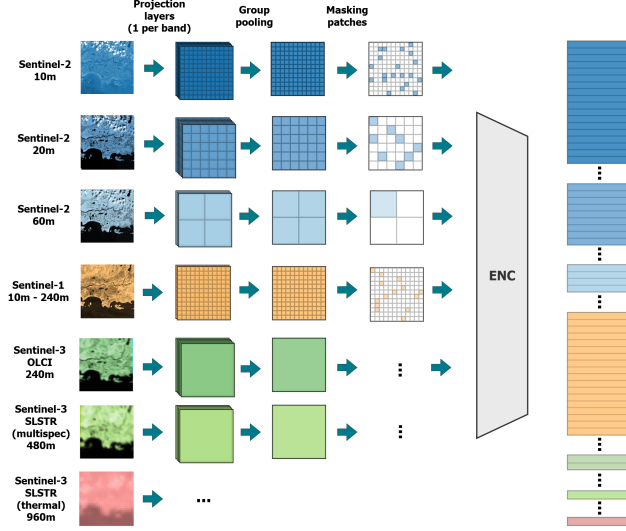 Projection
layers
(1 per band)
Group
pooling
Masking
patches
Sentinel-2
10m
Sentinel-2
20m
Sentinel-2
60m
Sentinel-1
10m - 240m
Sentinel-3
OLCI
240m
Sentinel-3
SLSTR
(multispec)
480m
Sentinel-3
SLSTR
(thermal)
960m
...
ENC